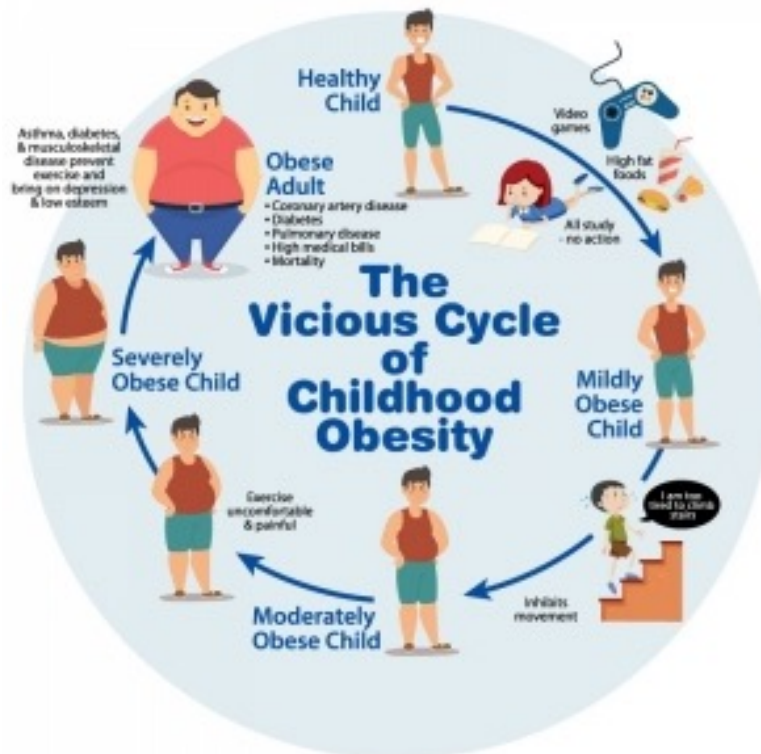 Healthy
Child
Video
games
High fat
foods
All study
- no action
Mildly
Obese
Child
I am too
tired to climb
stairs
Inhibits
movement
Moderately
Obese Child
Exercise
uncomfortable
& painful
Severely
Obese Child
Asthma, diabetes,
& musculoskeletal
disease prevent
exercise and
bring on depression
& low esteem
Obese
Adult
• Coronary artery disease
• Diabetes
• Pulmonary disease
• High medical bills
• Mortality
The
Vicious Cycle
of
Childhood
Obesity